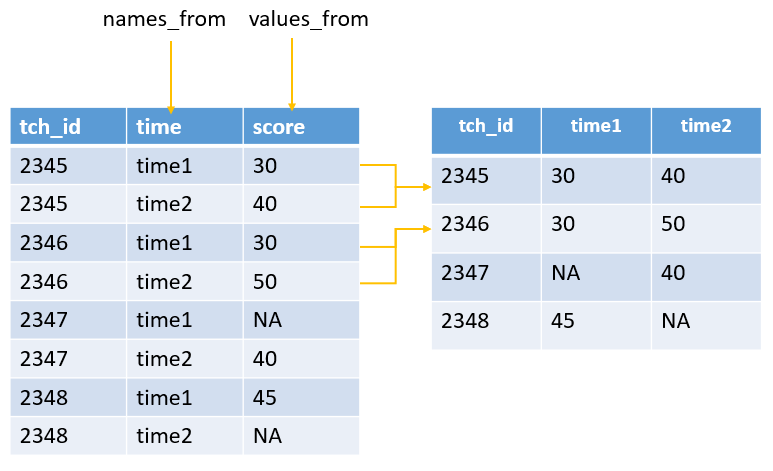 names_from values_from
tch_id time score
2345 time1 30
2345 time2 40
2346 time1 30
2346 time2 50
2347 time1 NA
2347 time2 40
2348 time1 45
2348 time2 NA
tch_id time1 time2
2345 30 40
2346 30 50
2347 NA 40
2348 45 NA